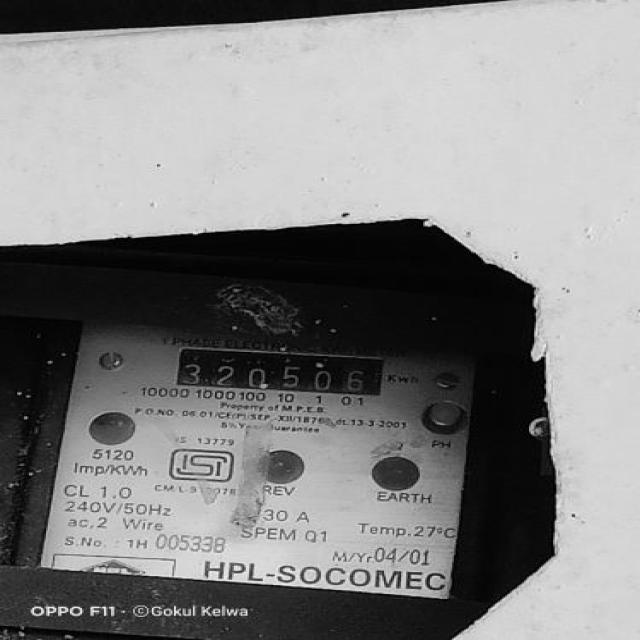 320506 Kwh
10000 1000 100 10 1 0.1
Property of M.P.E.B.
5120
Imp/KWh
IS 13779
ISI
REV
PH
EARTH
CL 1.0
240V/50Hz
ac,2 Wire
30 A
SPEM 01
Temp.27°C
S.No. : 1H 005338
M/Yr 04/01
HPL-SOCOMEC
OPPO F11 · ©Gokul Kelwa